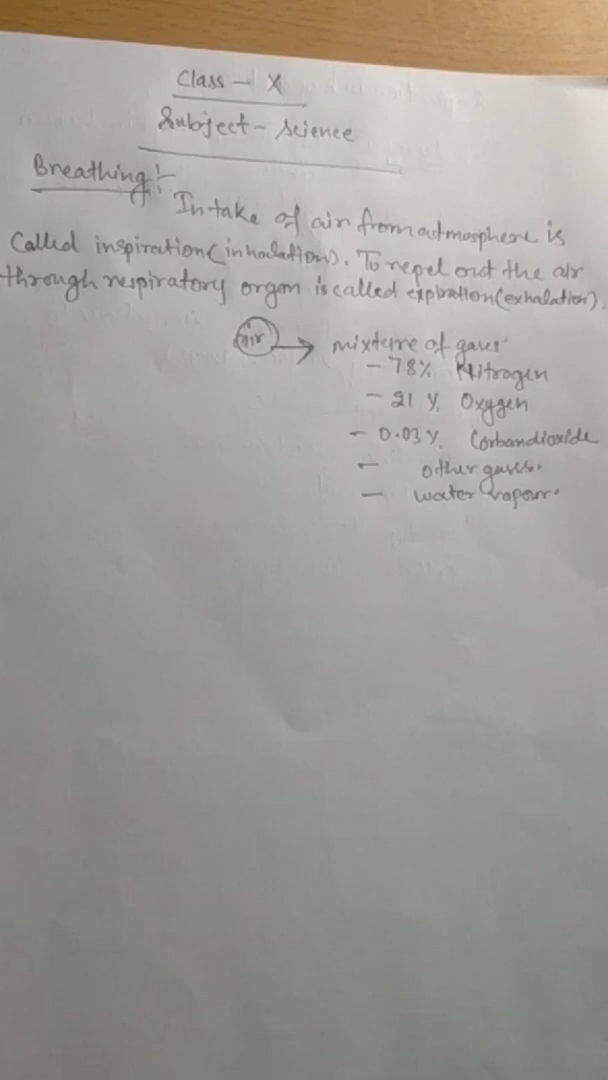 Class - X
Subject - Science
Breathing:-
Intake of air from atmosphere is
Called inspiration (inhalation). To repel out the air
through respiratory organ is called expiration (exhalation).
air → mixture of gases
- 78% Nitrogen
- 21 % Oxygen
- 0.03 % Carbandioxide
- other gases.
- water vapour.